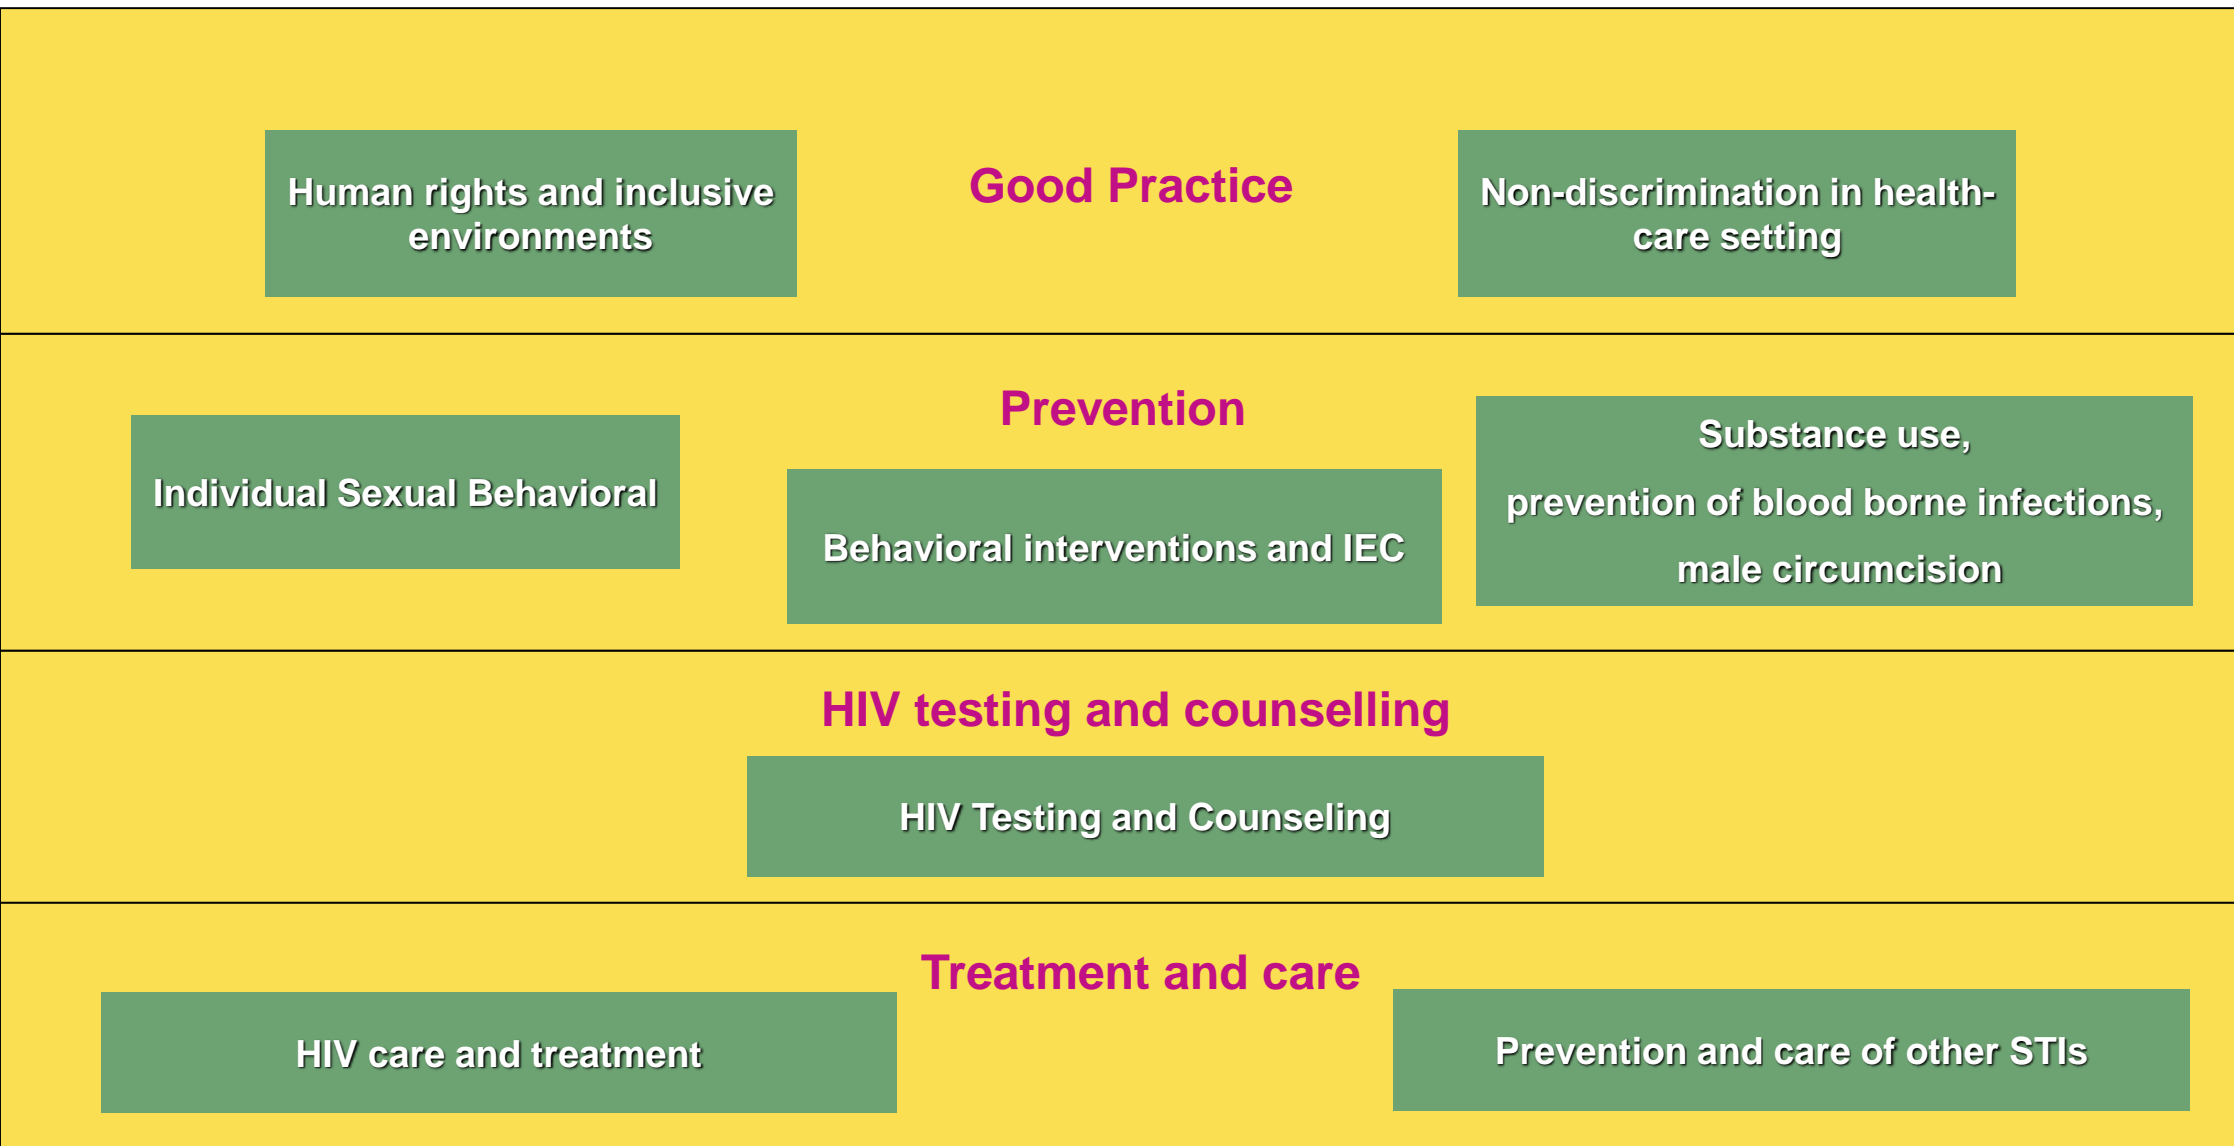 Good Practice
Human rights and inclusive
environments
Non-discrimination in health-
care setting
Prevention
Individual Sexual Behavioral
Behavioral interventions and IEC
Substance use,
prevention of blood borne infections,
male circumcision
HIV testing and counselling
HIV Testing and Counseling
Treatment and care
HIV care and treatment
Prevention and care of other STIs